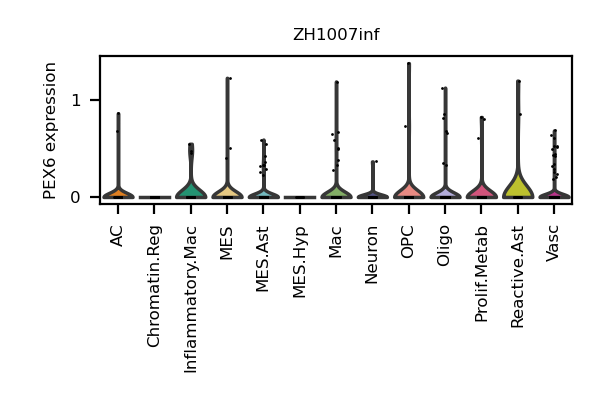 ZH1007inf
PEX6 expression
1
0
AC
Chromatin.Reg
Inflammatory.Mac
MES
MES.Ast
MES.Hyp
Mac
Neuron
OPC
Oligo
Prolif.Metab
Reactive.Ast
Vasc